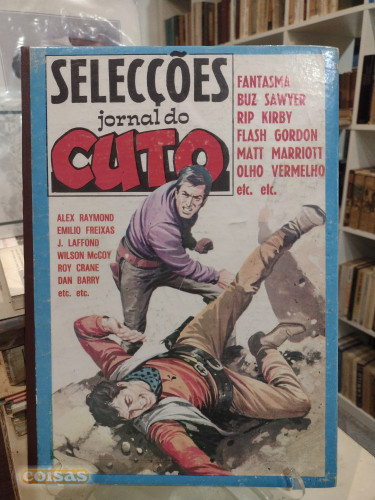 SELECÇÕES
jornal do
CUTO
FANTASMA
BUZ SAWYER
RIP KIRBY
FLASH GORDON
MATT MARRIOTT
OLHO VERMELHO
etc. etc.
ALEX RAYMOND
EMILIO FREIXAS
J. LAFFOND
WILSON McCOY
ROY CRANE
DAN BARRY
etc. etc.
coisas